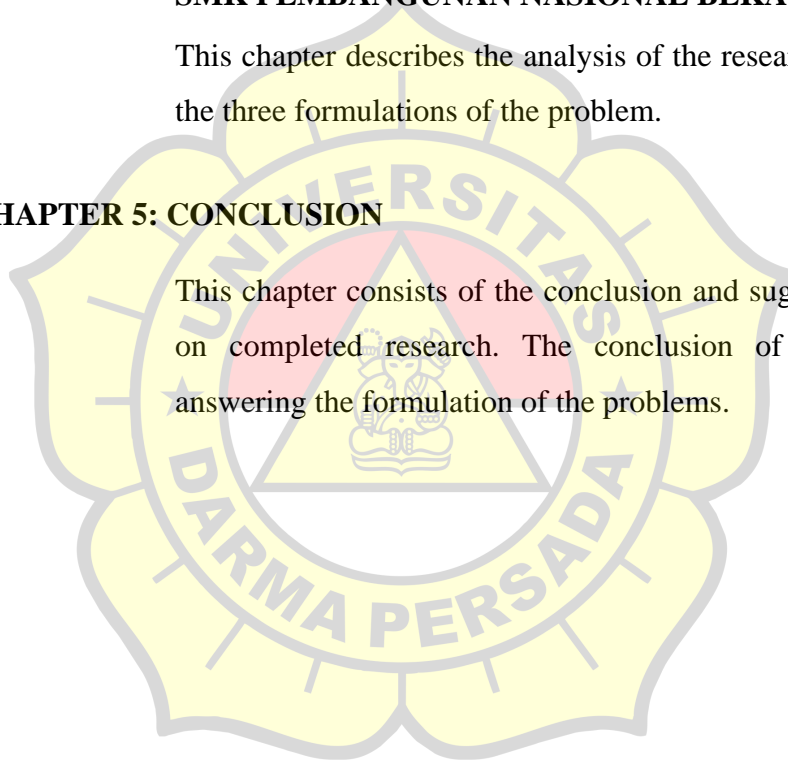 SMK PEMBANGUNAN NASIONAL BEKA
This chapter describes the analysis of the resea
the three formulations of the problem.
HAPTER 5: CONCLUSION
This chapter consists of the conclusion and sug
on completed research. The conclusion of
answering the formulation of the problems.
UNIVERSITAS
DARMA PERSADA